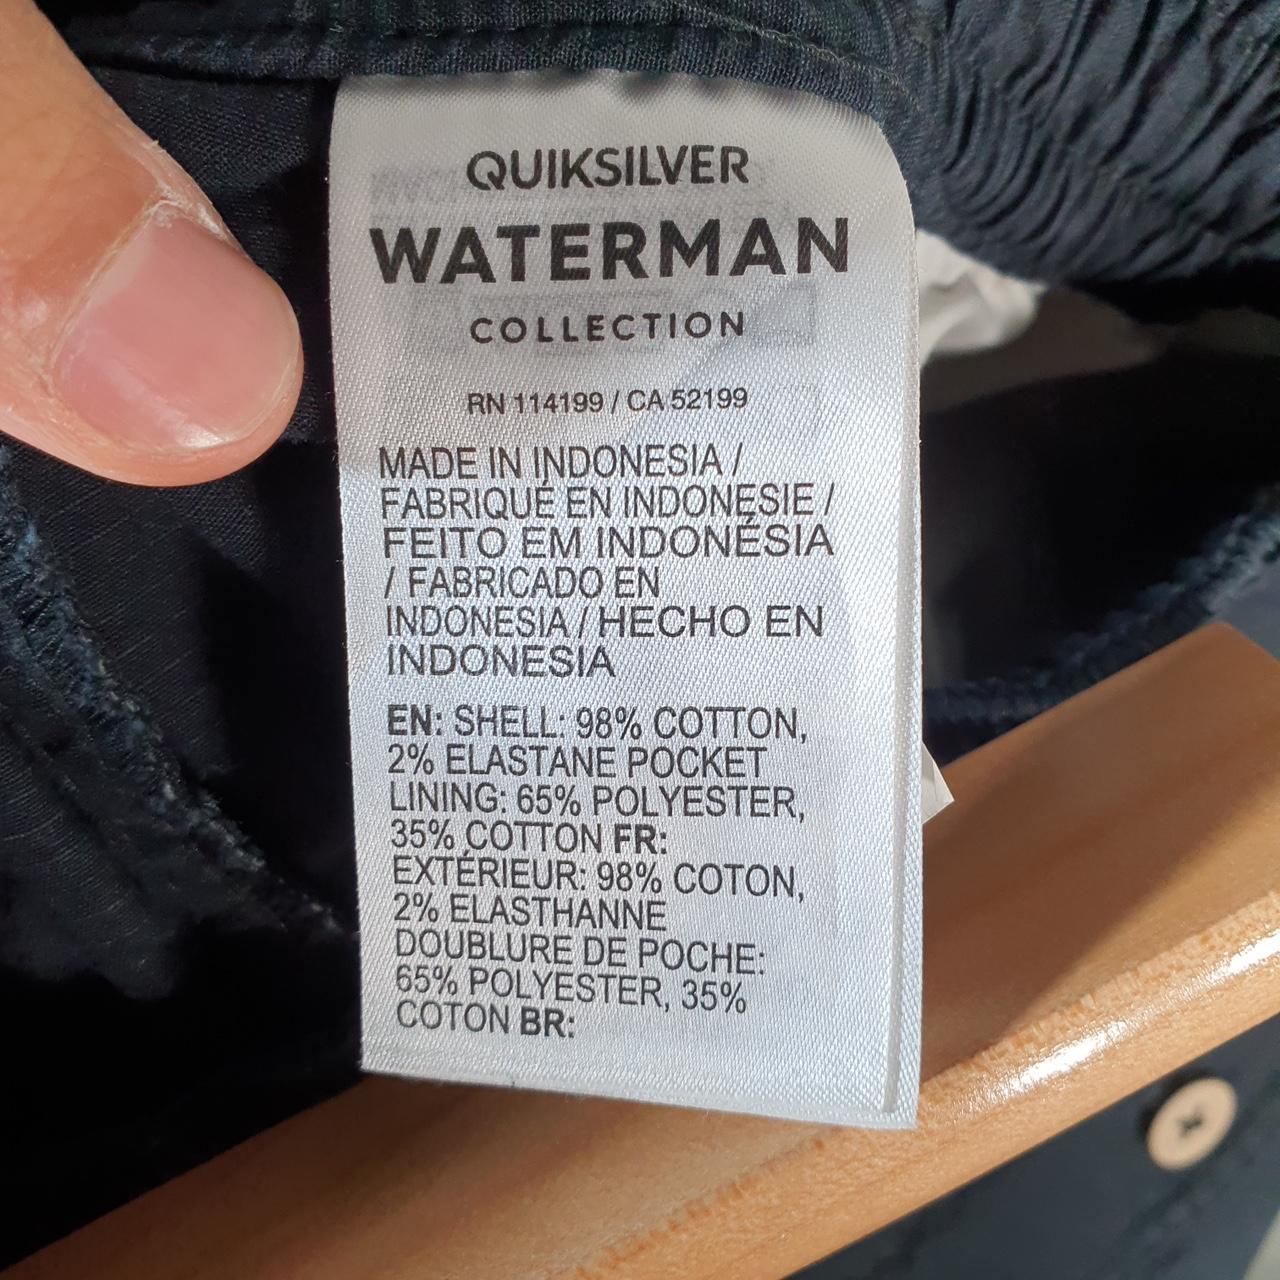 QUIKSILVER
WATERMAN
COLLECTION
RN 114199 / CA 52199
MADE IN INDONESIA /
FABRIQUÉ EN INDONESIE /
FEITO EM INDONÉSIA
/ FABRICADO EN
INDONESIA / HECHO EN
INDONESIA
EN: SHELL: 98% COTTON,
2% ELASTANE POCKET
LINING: 65% POLYESTER,
35% COTTON FR:
EXTÉRIEUR: 98% COTON,
2% ELASTHANNE
DOUBLURE DE POCHE:
65% POLYESTER, 35%
COTON BR: